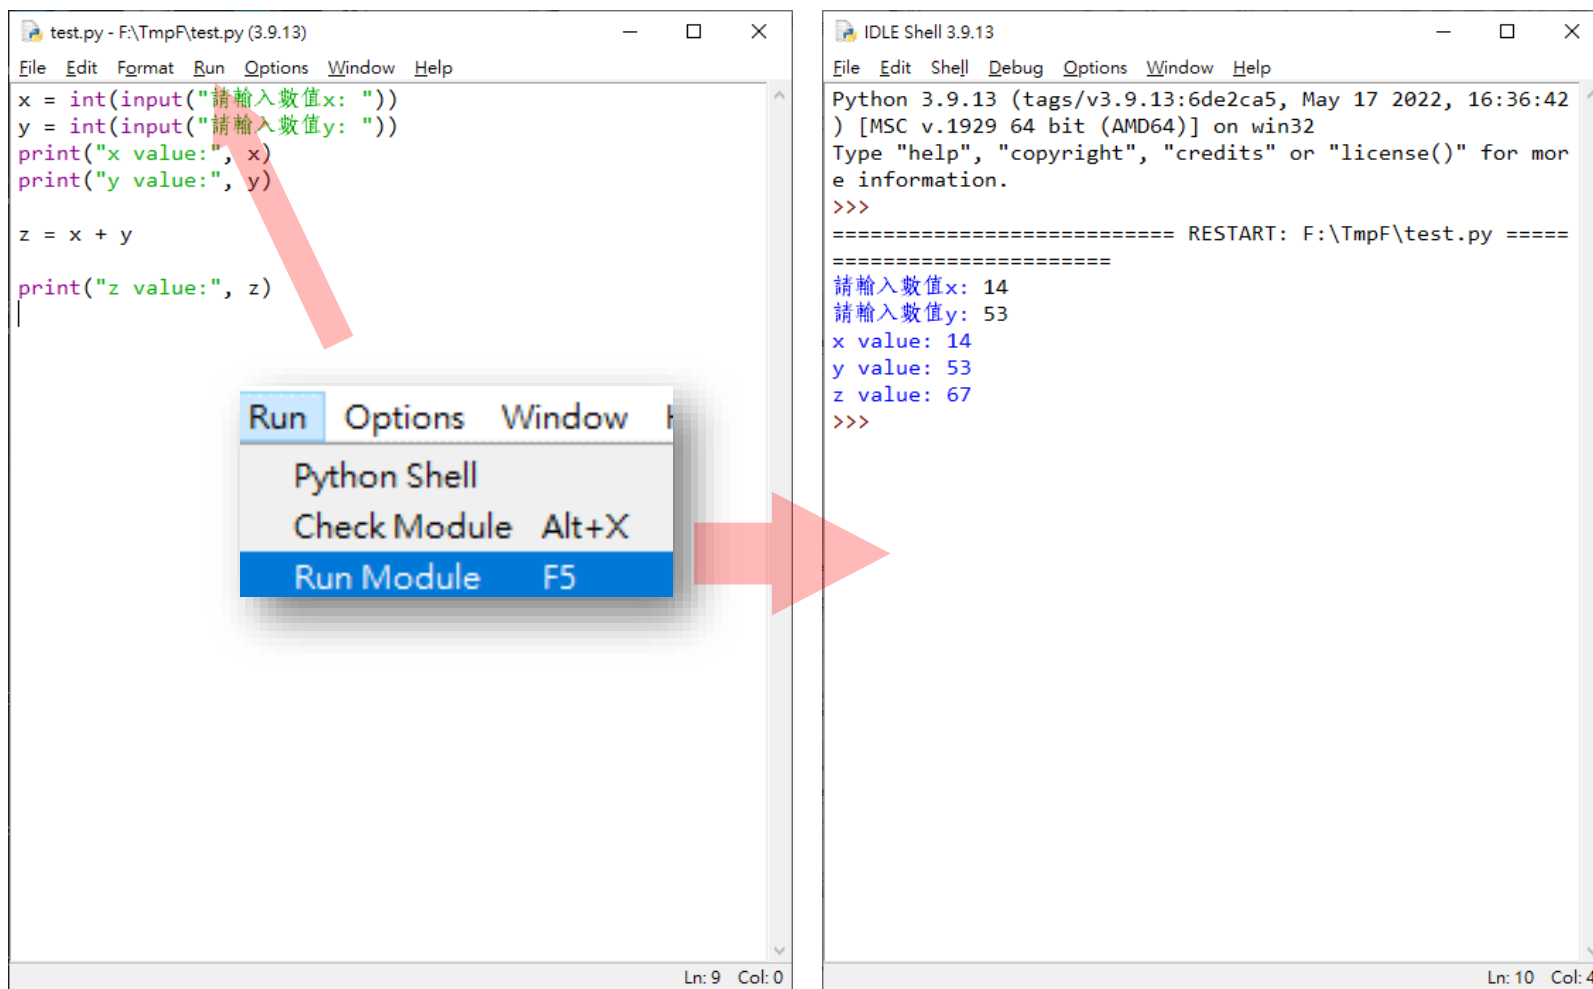 test.py - F:\TmpF\test.py (3.9.13)
File Edit Format Run Options Window Help
x = int(input("請輸入數值x: "))
y = int(input("請輸入數值y: "))
print("x value:", x)
print("y value:", y)
z = x + y
print("z value:", z)
Run Options Window
Python Shell
Check Module Alt+X
Run Module F5
Ln: 9 Col: 0
IDLE Shell 3.9.13
File Edit Shell Debug Options Window Help
Python 3.9.13 (tags/v3.9.13:6de2ca5, May 17 2022, 16:36:42
) [MSC v.1929 64 bit (AMD64)] on win32
Type "help", "copyright", "credits" or "license()" for mor
e information.
>>>
=========================== RESTART: F:\TmpF\test.py =====
======================
請輸入數值x: 14
請輸入數值y: 53
x value: 14
y value: 53
z value: 67
>>>
Ln: 10 Col: 4